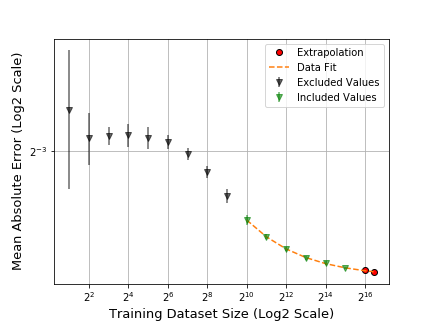 Extrapolation
Data Fit
Excluded Values
Included Values
Mean Absolute Error (Log2 Scale)
2^-3
2^2 2^4 2^6 2^8 2^10 2^12 2^14 2^16
Training Dataset Size (Log2 Scale)